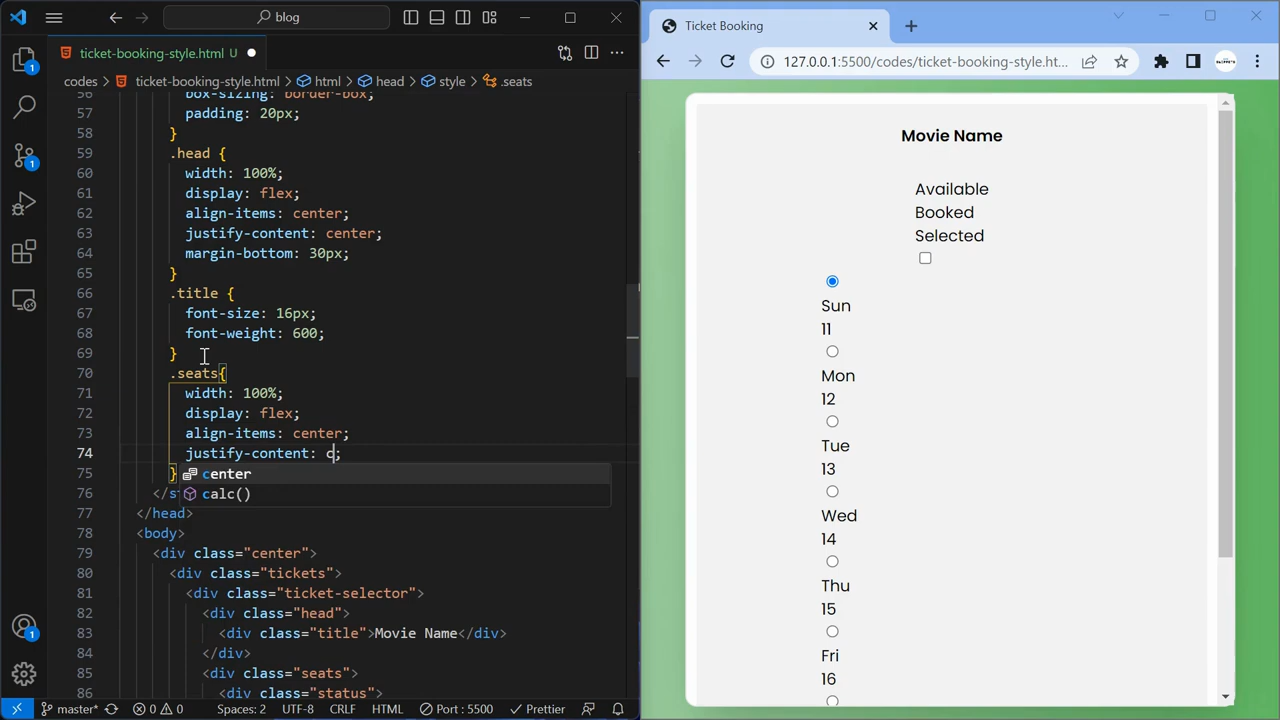 blog
ticket-booking-style.html U
codes > ticket-booking-style.html > html > head > style > .seats
56 box-sizing: border-box;
57 padding: 20px;
58 }
59 .head {
60 width: 100%;
61 display: flex;
62 align-items: center;
63 justify-content: center;
64 margin-bottom: 30px;
65 }
66 .title {
67 font-size: 16px;
68 font-weight: 600;
69 }
70 .seats{
71 width: 100%;
72 display: flex;
73 align-items: center;
74 justify-content: c;
75 }
center
calc()
76 </s
77 </head>
78 <body>
79 <div class="center">
80 <div class="tickets">
81 <div class="ticket-selector">
82 <div class="head">
83 <div class="title">Movie Name</div>
84 </div>
85 <div class="seats">
86 <div class="status">
1
1
1
master* 0 0 Spaces: 2 UTF-8 CRLF HTML Port : 5500 Prettier
Ticket Booking
127.0.0.1:5500/codes/ticket-booking-style.ht...
Movie Name
Available
Booked
Selected
Sun
11
Mon
12
Tue
13
Wed
14
Thu
15
Fri
16